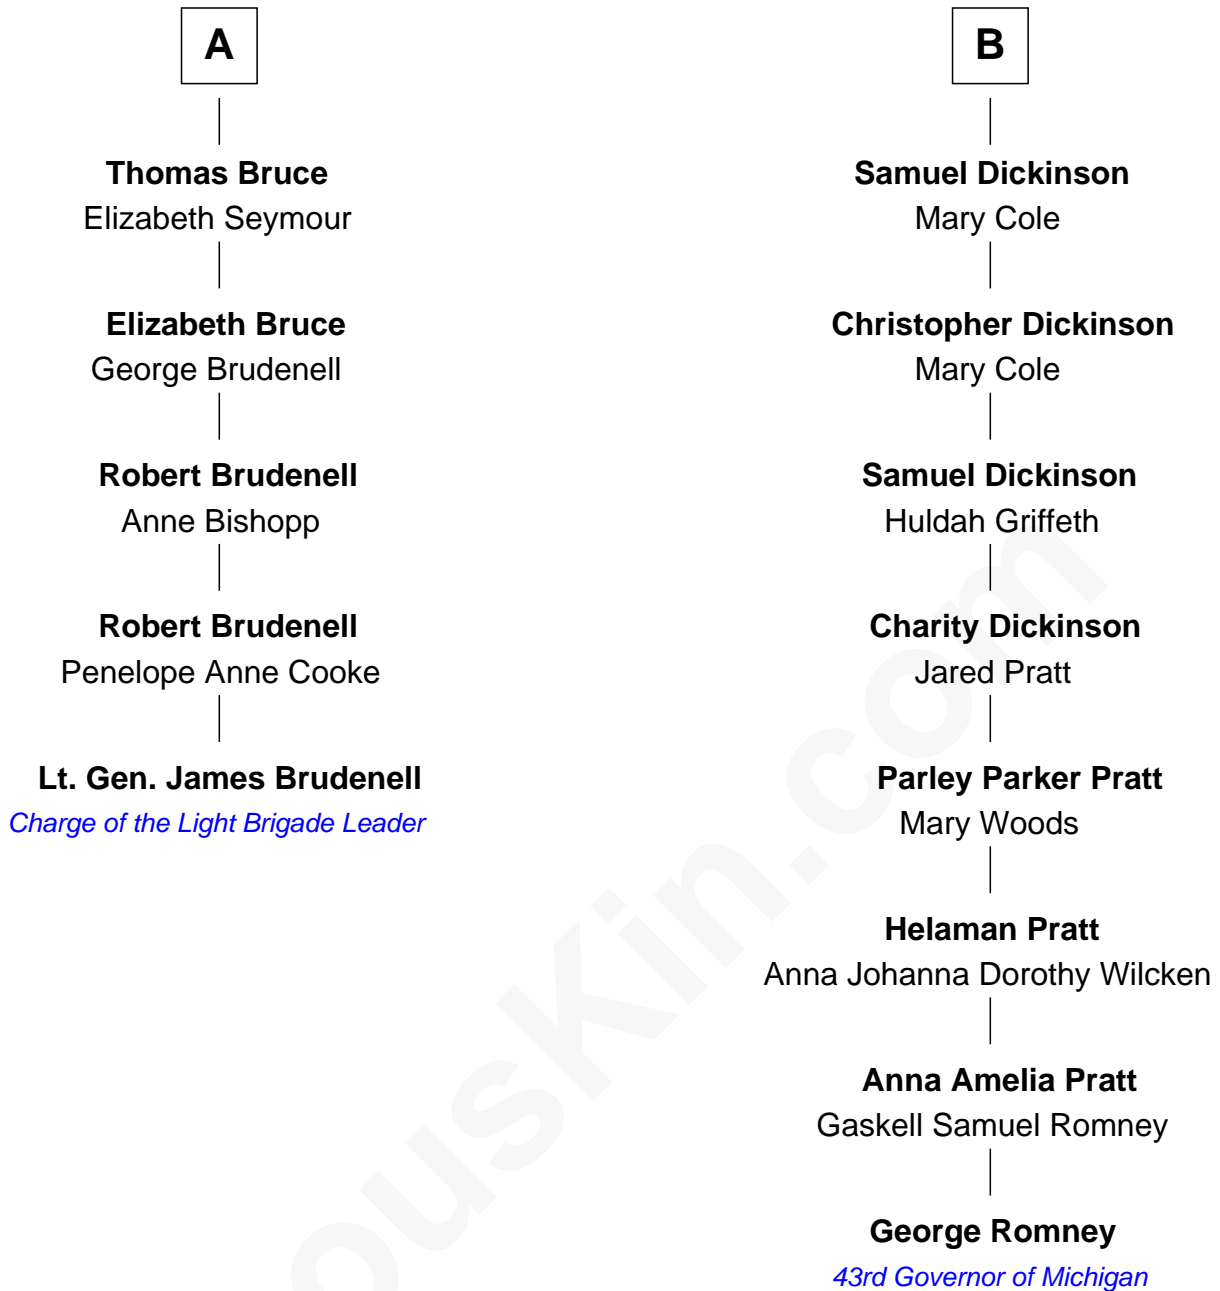 A
Thomas Bruce
Elizabeth Seymour
Elizabeth Bruce
George Brudenell
Robert Brudenell
Anne Bishopp
Robert Brudenell
Penelope Anne Cooke
Lt. Gen. James Brudenell
Charge of the Light Brigade Leader
B
Samuel Dickinson
Mary Cole
Christopher Dickinson
Mary Cole
Samuel Dickinson
Huldah Griffeth
Charity Dickinson
Jared Pratt
Parley Parker Pratt
Mary Woods
Helaman Pratt
Anna Johanna Dorothy Wilcken
Anna Amelia Pratt
Gaskell Samuel Romney
George Romney
43rd Governor of Michigan
ousKin.com